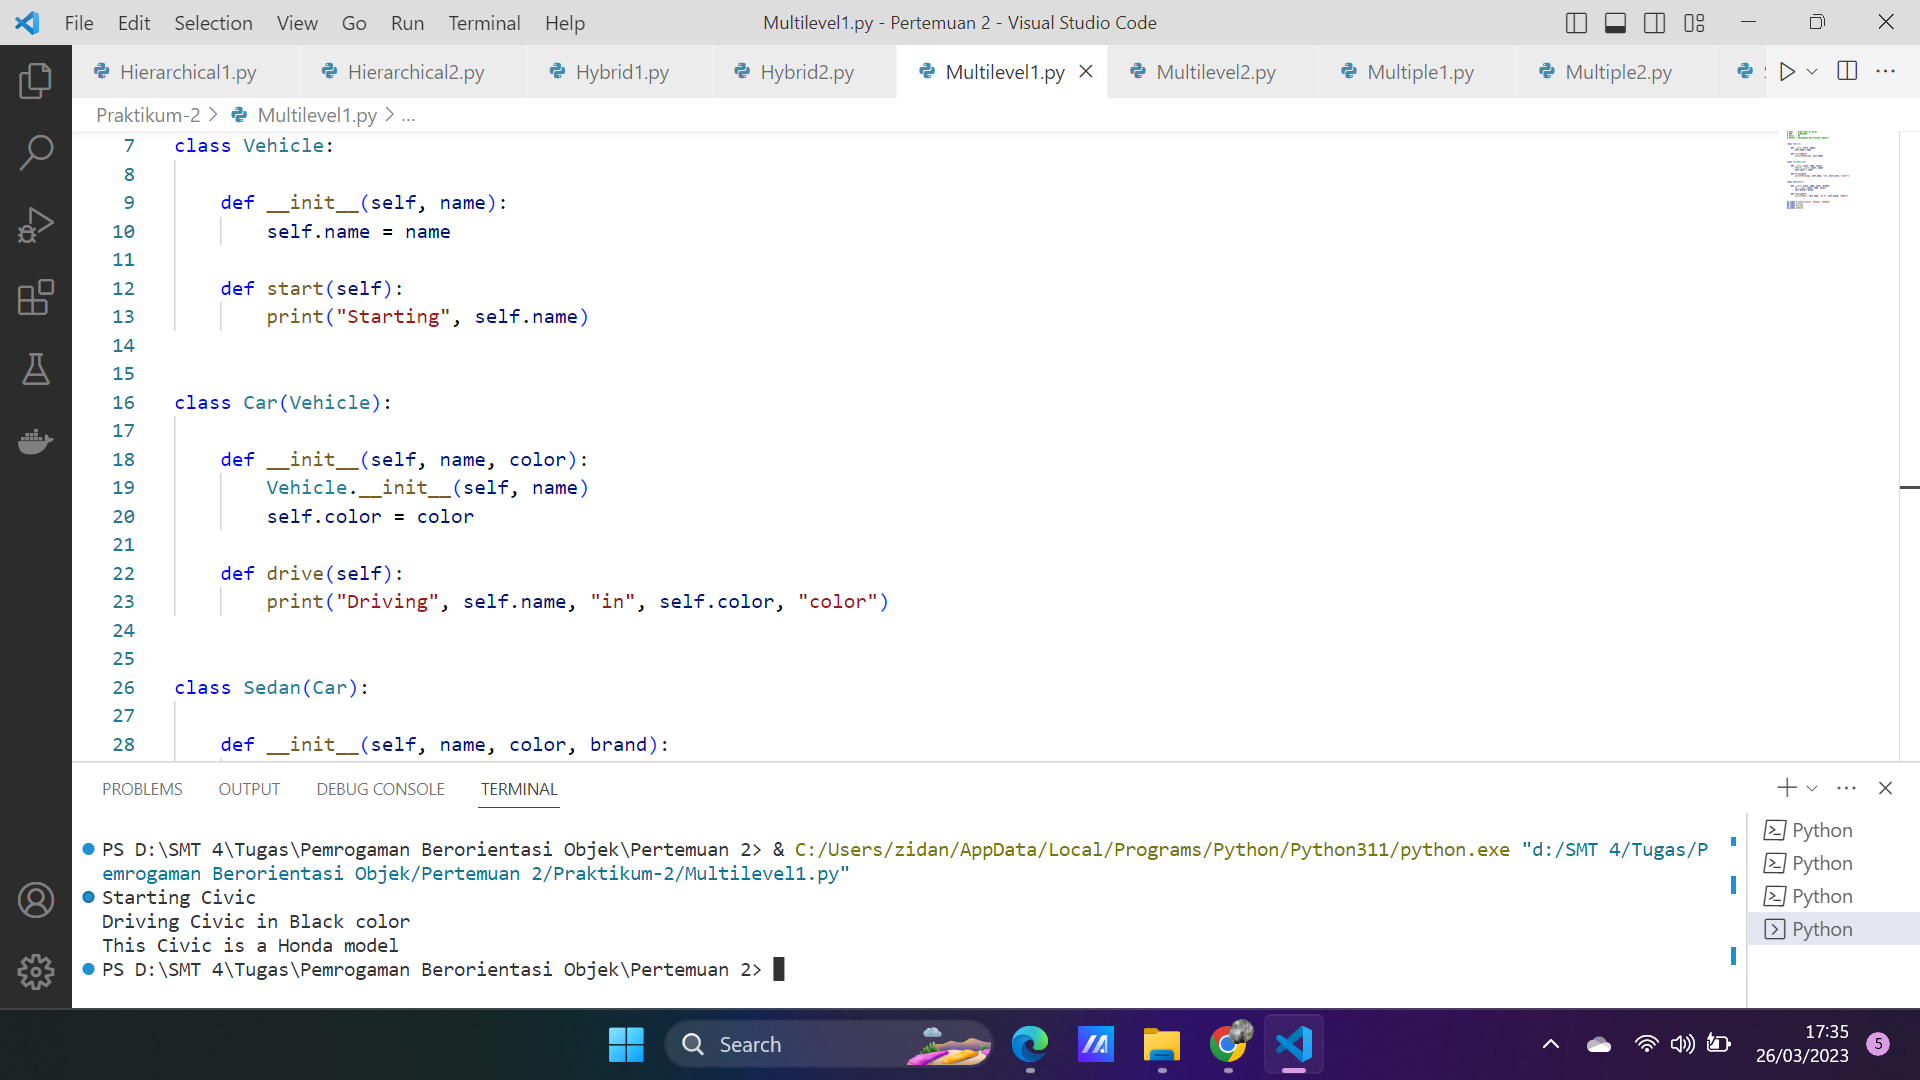 File Edit Selection View Go Run Terminal Help Multilevel1.py - Pertemuan 2 - Visual Studio Code
Hierarchical1.py Hierarchical2.py Hybrid1.py Hybrid2.py Multilevel1.py Multilevel2.py Multiple1.py Multiple2.py
Praktikum-2 > Multilevel1.py > ...
7 class Vehicle:
8
9 def __init__(self, name):
10 self.name = name
11
12 def start(self):
13 print("Starting", self.name)
14
15
16 class Car(Vehicle):
17
18 def __init__(self, name, color):
19 Vehicle.__init__(self, name)
20 self.color = color
21
22 def drive(self):
23 print("Driving", self.name, "in", self.color, "color")
24
25
26 class Sedan(Car):
27
28 def __init__(self, name, color, brand):
PROBLEMS OUTPUT DEBUG CONSOLE TERMINAL
PS D:\SMT 4\Tugas\Pemrogaman Berorientasi Objek\Pertemuan 2> & C:/Users/zidan/AppData/Local/Programs/Python/Python311/python.exe "d:/SMT 4/Tugas/P
emrogaman Berorientasi Objek/Pertemuan 2/Praktikum-2/Multilevel1.py"
Starting Civic
Driving Civic in Black color
This Civic is a Honda model
PS D:\SMT 4\Tugas\Pemrogaman Berorientasi Objek\Pertemuan 2>
Python
Python
Python
Python
Search
17:35
26/03/2023
5